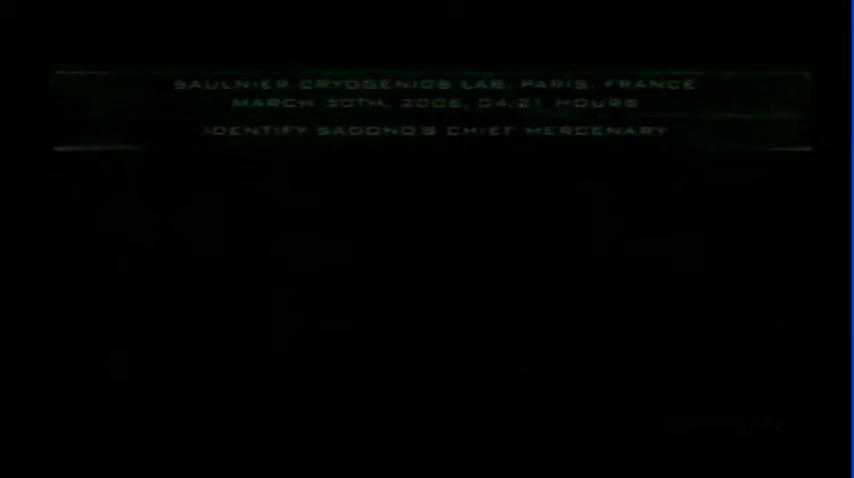 SAULNIER CRYOGENICS LAB, PARIS, FRANCE
MARCH 30TH, 2006, 04:21 HOURS
IDENTIFY SADONO'S CHIEF MERCENARY